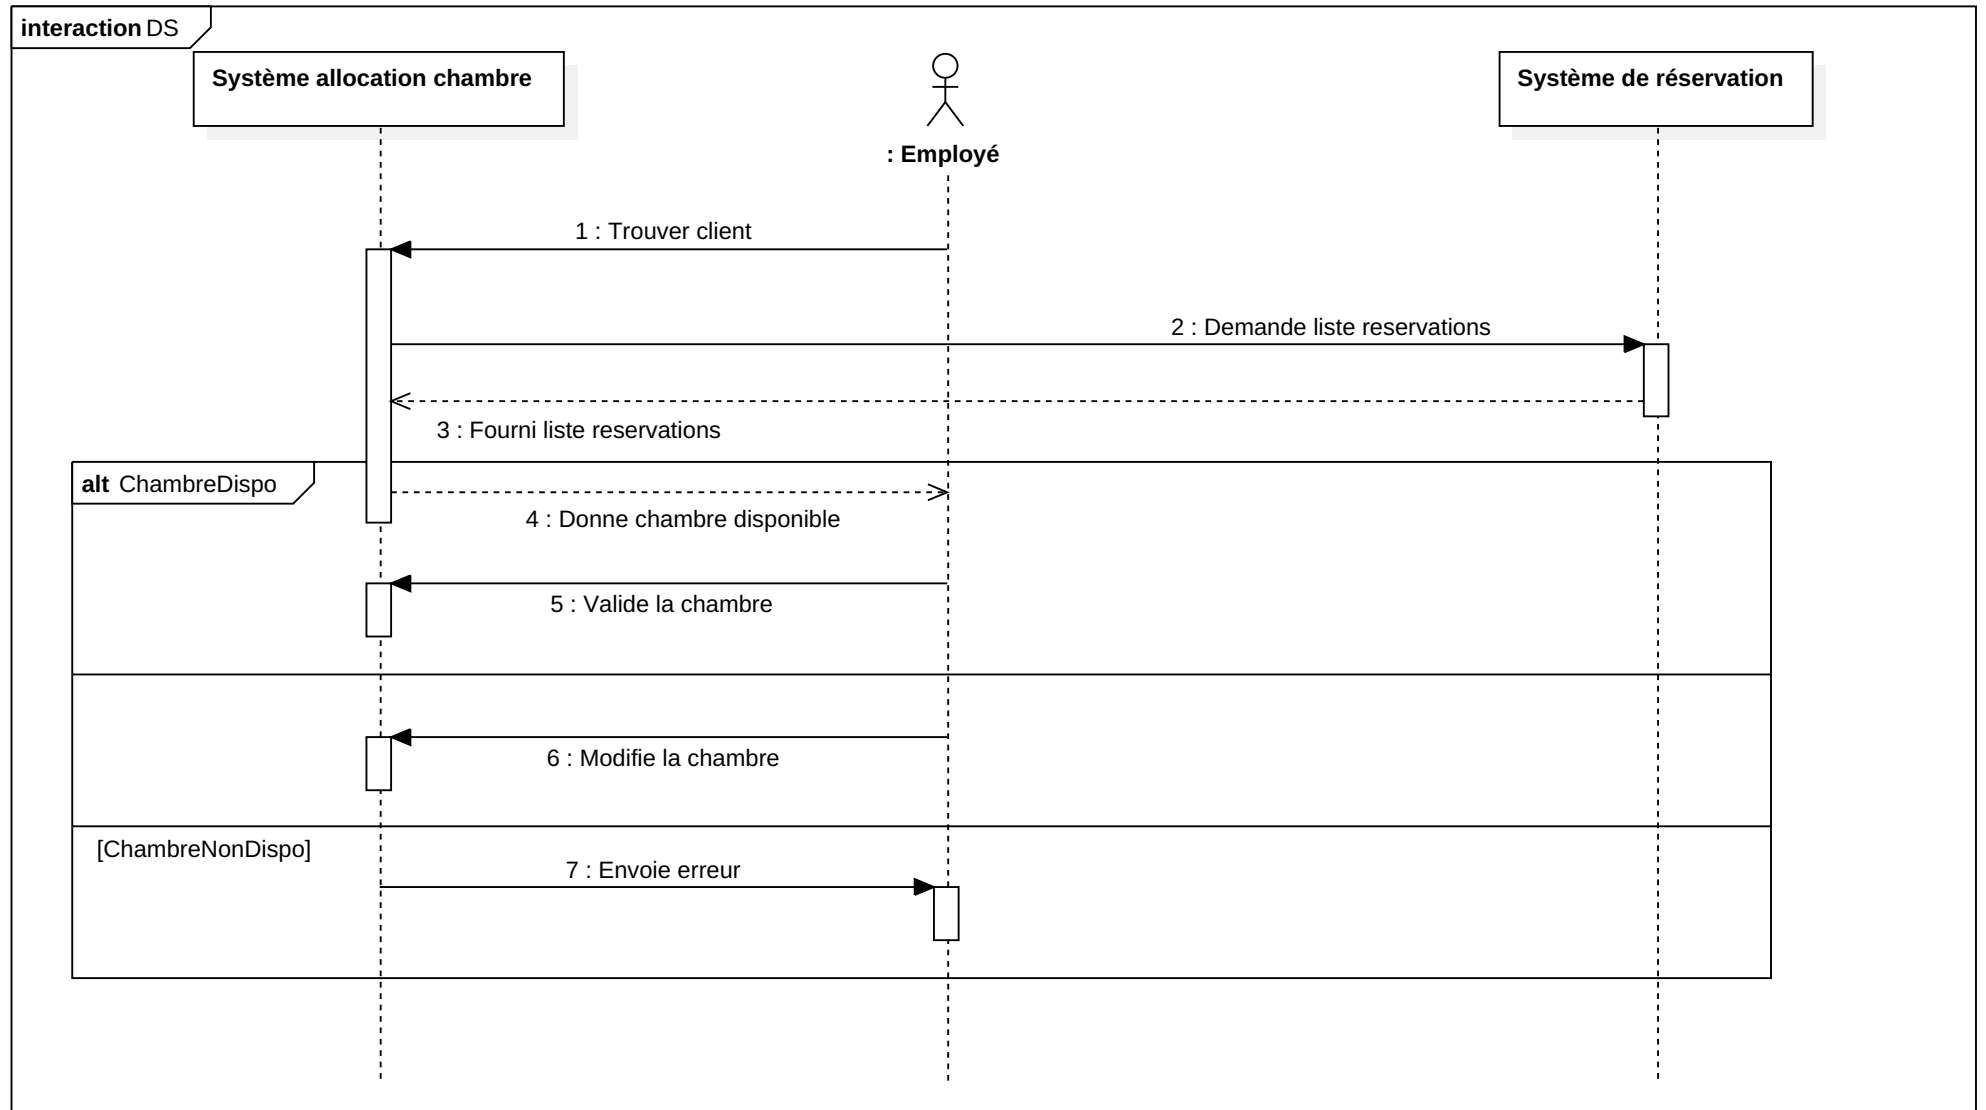 interaction DS
Système allocation chambre
: Employé
Système de réservation
1 : Trouver client
2 : Demande liste reservations
3 : Fourni liste reservations
alt ChambreDispo
4 : Donne chambre disponible
5 : Valide la chambre
6 : Modifie la chambre
[ChambreNonDispo]
7 : Envoie erreur